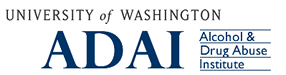 UNIVERSITY of WASHINGTON
ADAI
Alcohol &
Drug Abuse
Institute